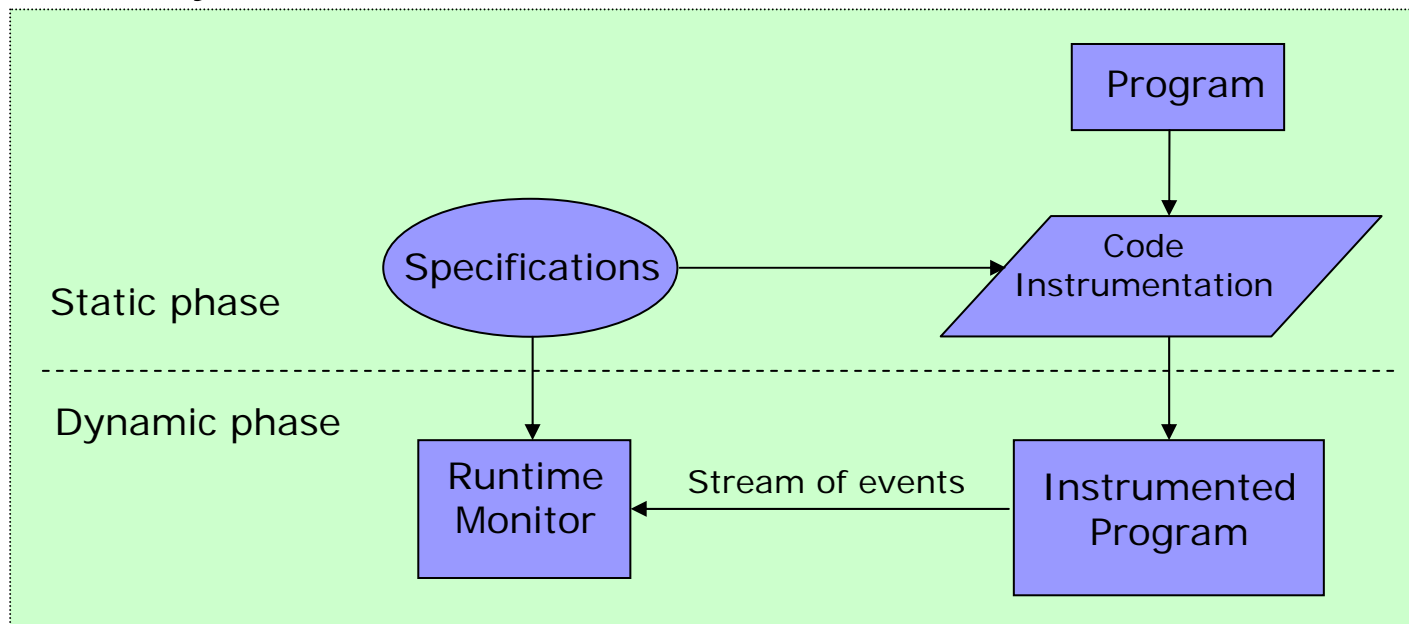 Program
Code
Instrumentation
Specifications
Static phase
Dynamic phase
Runtime
Monitor
Stream of events
Instrumented
Program